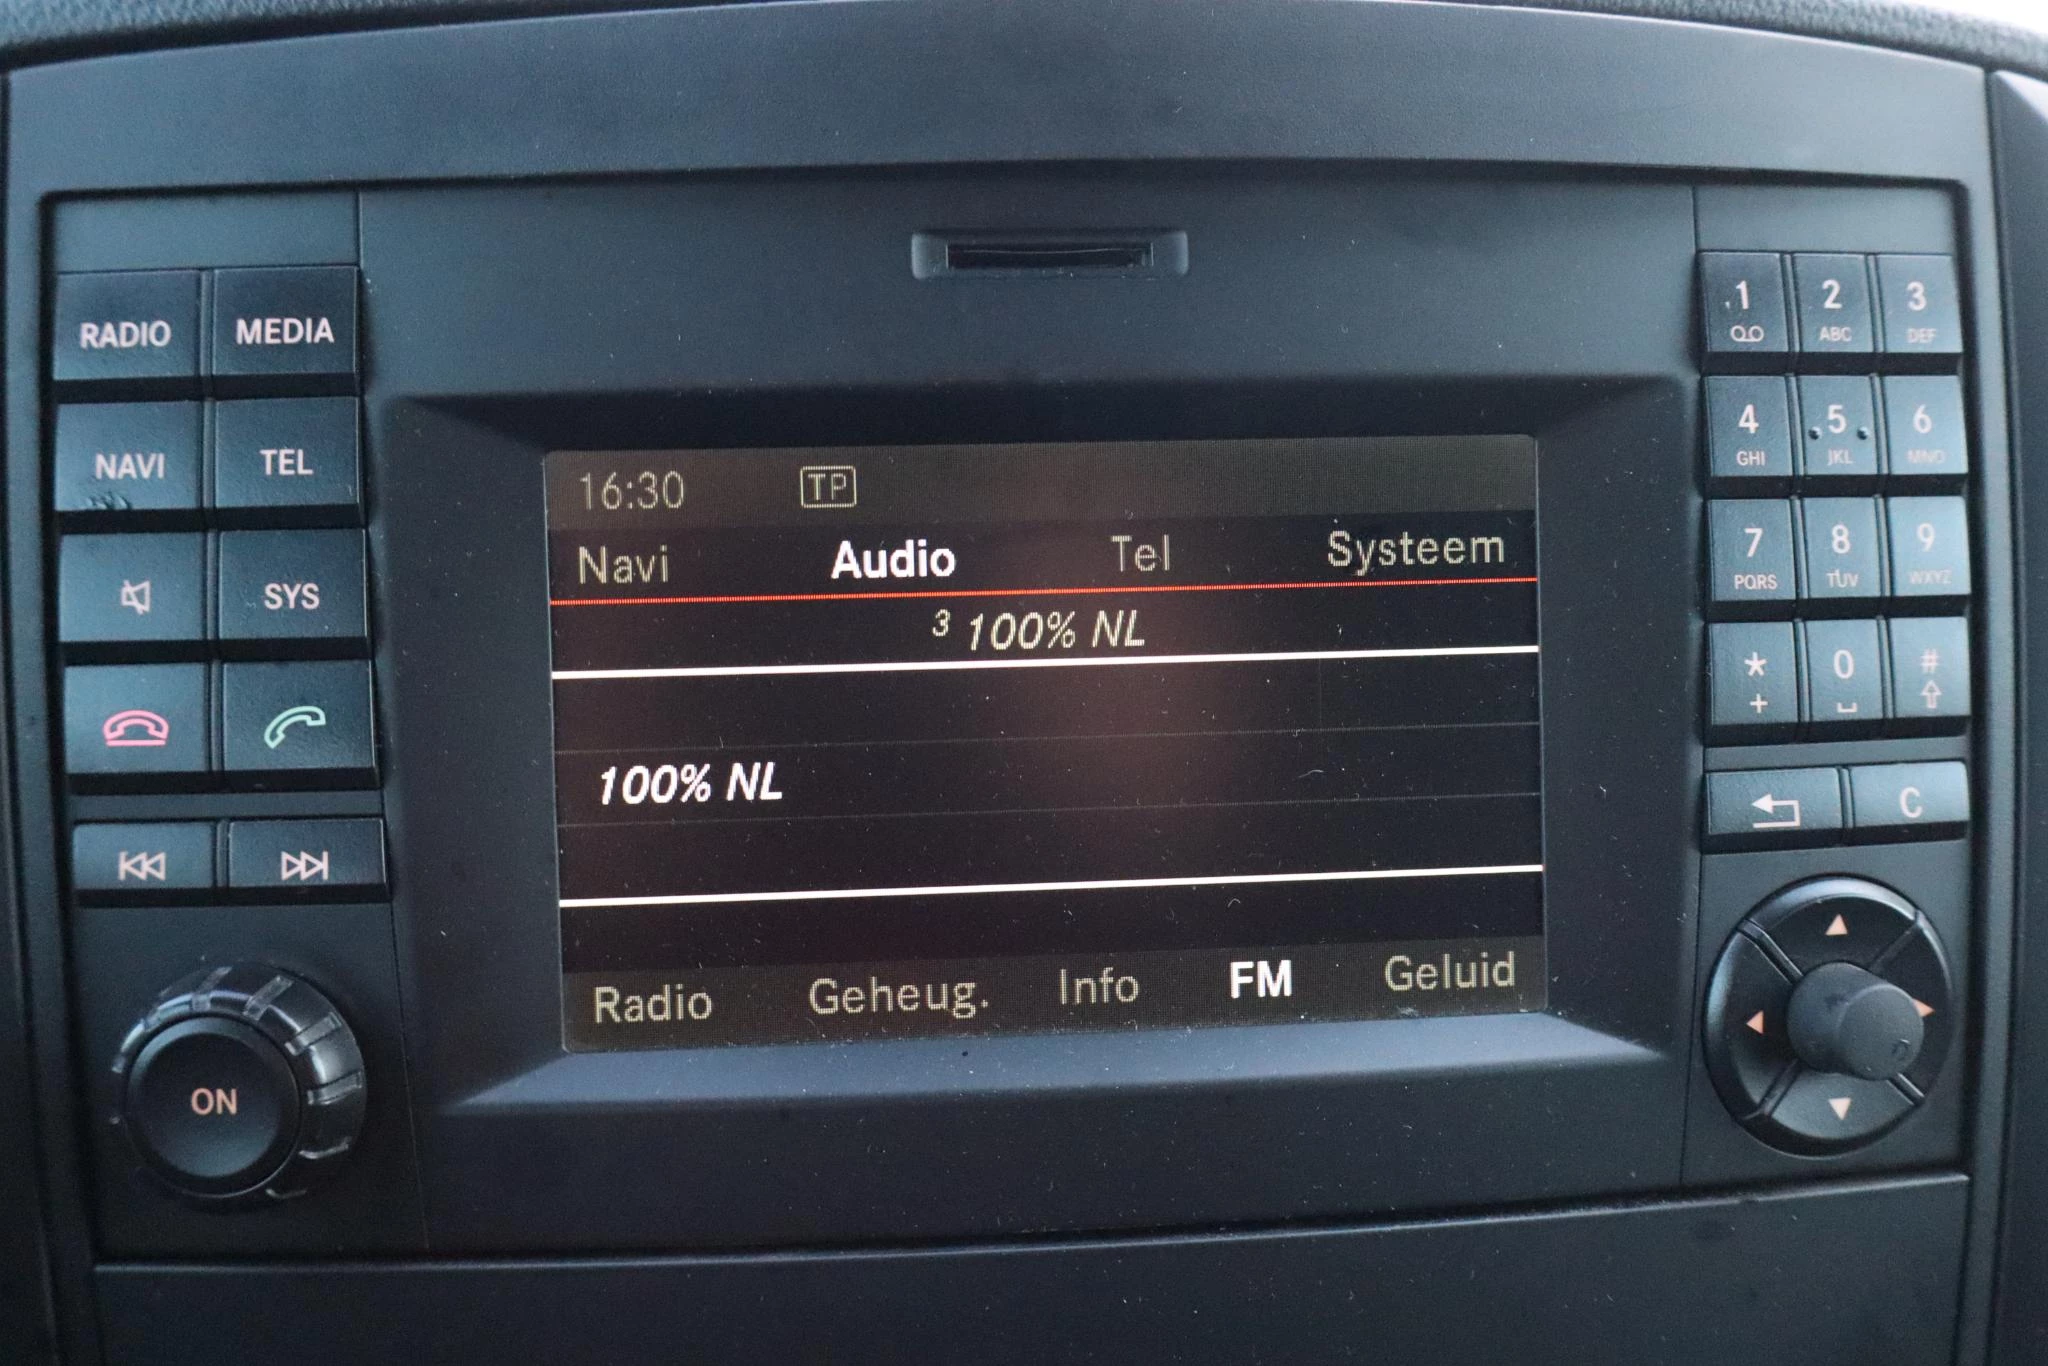 RADIO MEDIA
NAVI TEL
SYS
ON
16:30 TP
Navi Audio Tel Systeem
3 100% NL
100% NL
Radio Geheug. Info FM Geluid
1 2 3
ABC DEF
4 5 6
GHI JKL MNO
7 8 9
PQRS TUV WXYZ
* 0 #
+
C